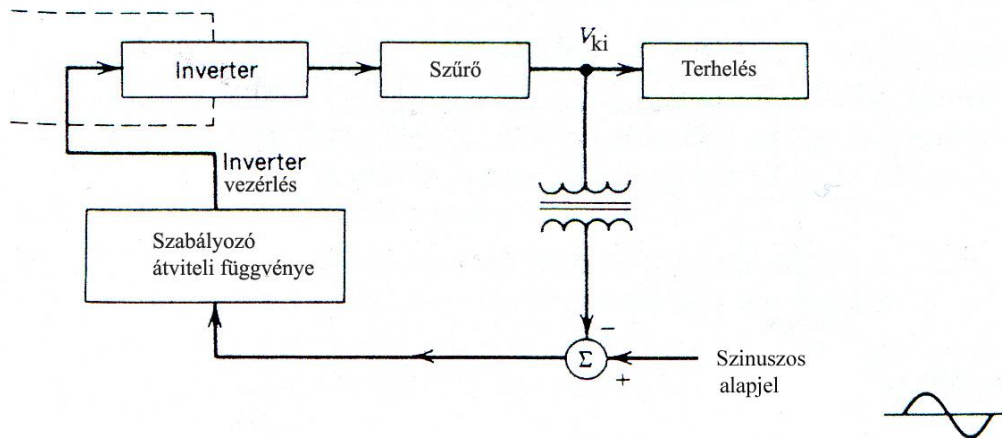 V_ki
Inverter
Szűrő
Terhelés
Inverter
vezérlés
Szabályozó
átviteli függvénye
−
Σ
+
Szinuszos
alapjel